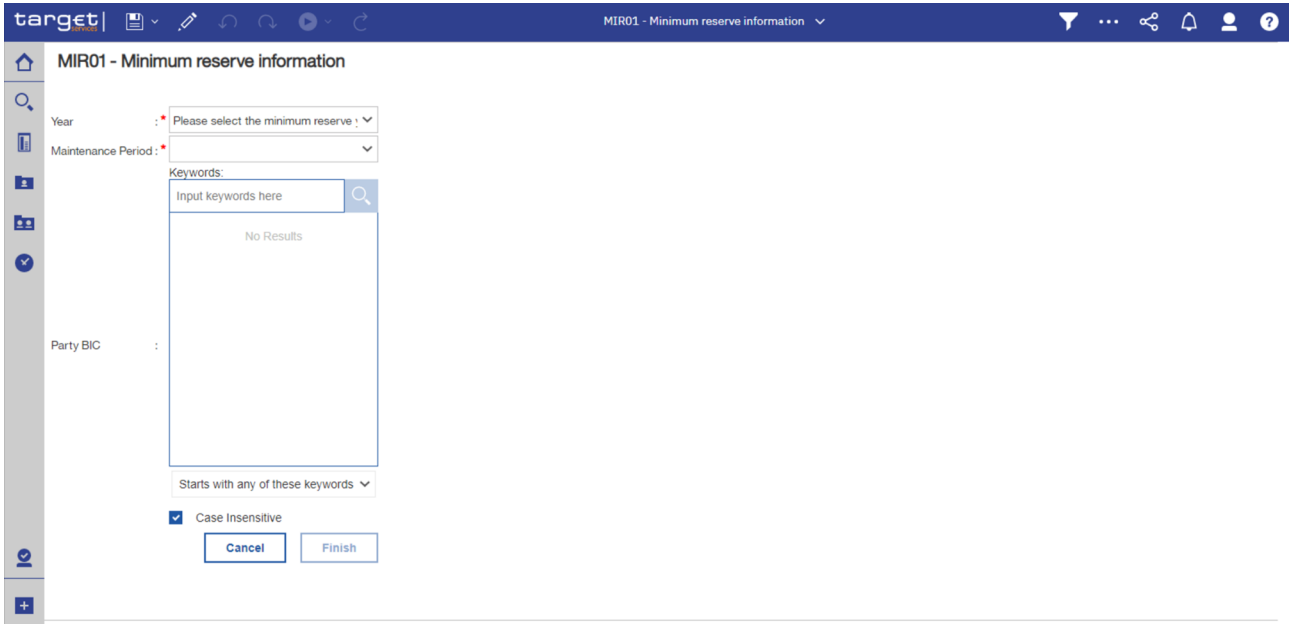 target|
services
MIR01 - Minimum reserve information
MIR01 - Minimum reserve information
Year :* Please select the minimum reserve y
Maintenance Period : *
Keywords:
Input keywords here
No Results
Party BIC :
Starts with any of these keywords
Case Insensitive
Cancel Finish